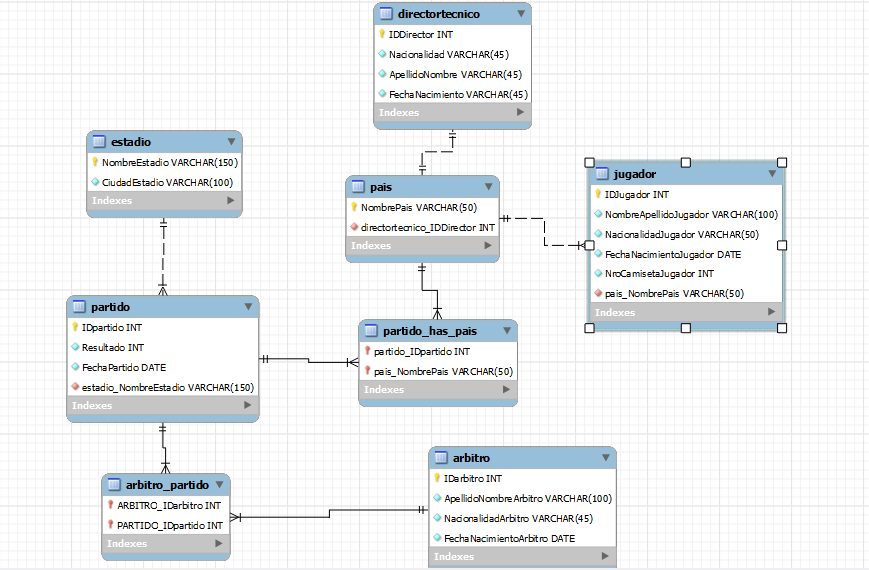 directortecnico
IDDirector INT
Nacionalidad VARCHAR(45)
ApellidoNombre VARCHAR(45)
FechaNacimiento VARCHAR(45)
Indexes
estadio
NombreEstadio VARCHAR(150)
CiudadEstadio VARCHAR(100)
Indexes
pais
NombrePais VARCHAR(50)
directortecnico_IDDirector INT
Indexes
jugador
IDJugador INT
NombreApellidoJugador VARCHAR(100)
NacionalidadJugador VARCHAR(50)
FechaNacimientoJugador DATE
NroCamisetaJugador INT
pais_NombrePais VARCHAR(50)
Indexes
partido
IDpartido INT
Resultado INT
FechaPartido DATE
estadio_NombreEstadio VARCHAR(150)
Indexes
partido_has_pais
partido_IDpartido INT
pais_NombrePais VARCHAR(50)
Indexes
arbitro_partido
ARBITRO_IDarbitro INT
PARTIDO_IDpartido INT
Indexes
arbitro
IDarbitro INT
ApellidoNombreArbitro VARCHAR(100)
NacionalidadArbitro VARCHAR(45)
FechaNacimientoArbitro DATE
Indexes